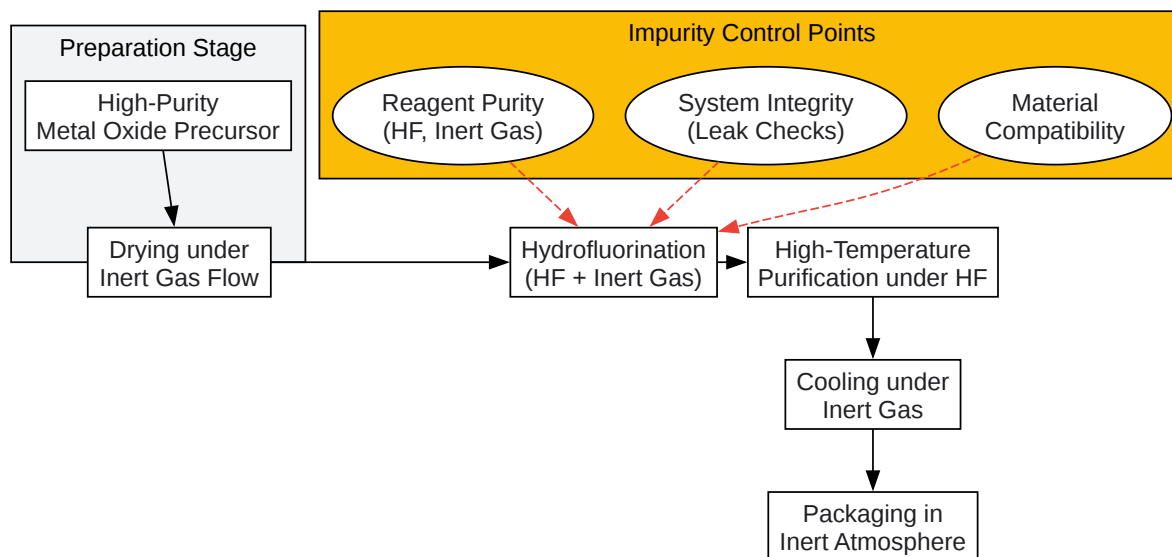 Preparation Stage
High-Purity
Metal Oxide Precursor
Drying under
Inert Gas Flow
Impurity Control Points
Reagent Purity
(HF, Inert Gas)
System Integrity
(Leak Checks)
Material
Compatibility
Hydrofluorination
(HF + Inert Gas)
High-Temperature
Purification under HF
Cooling under
Inert Gas
Packaging in
Inert Atmosphere